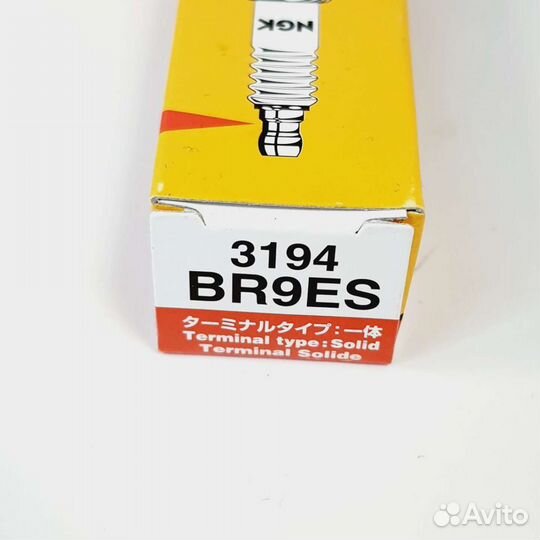 NGK
3194
BR9ES
ターミナルタイプ:一体
Terminal type:Solid
Terminal Solide
Avito